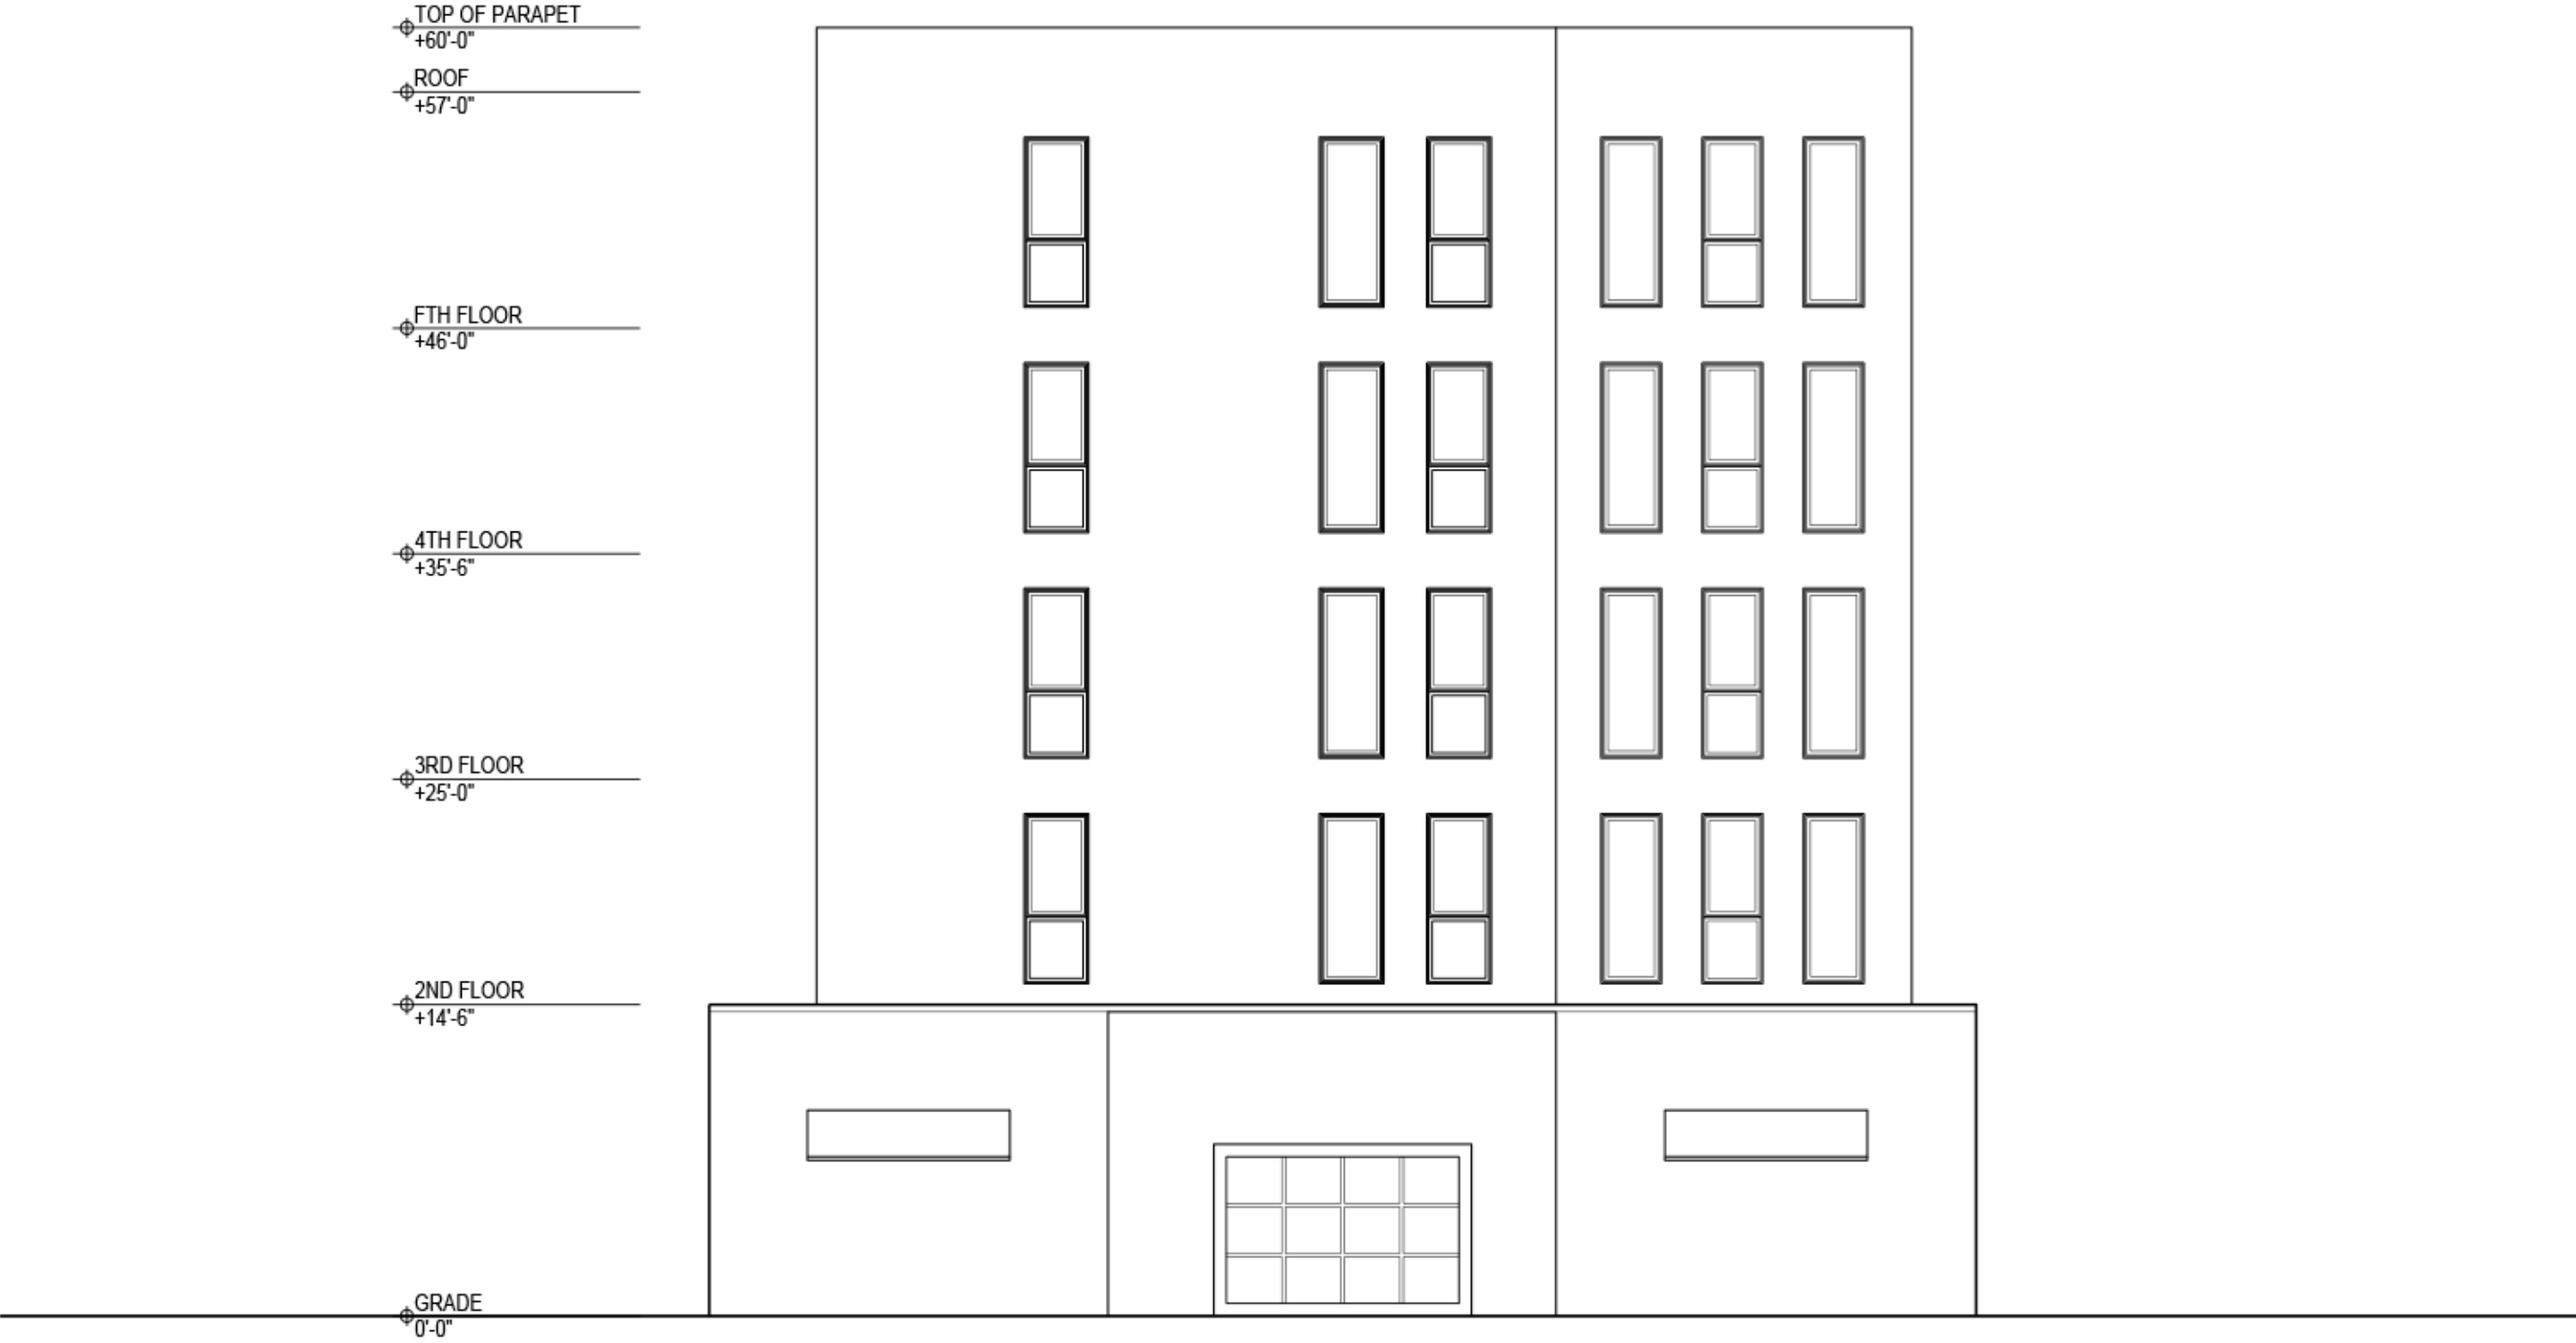 TOP OF PARAPET
+60'-0"
ROOF
+57'-0"
FTH FLOOR
+46'-0"
4TH FLOOR
+35'-6"
3RD FLOOR
+25'-0"
2ND FLOOR
+14'-6"
GRADE
0'-0"